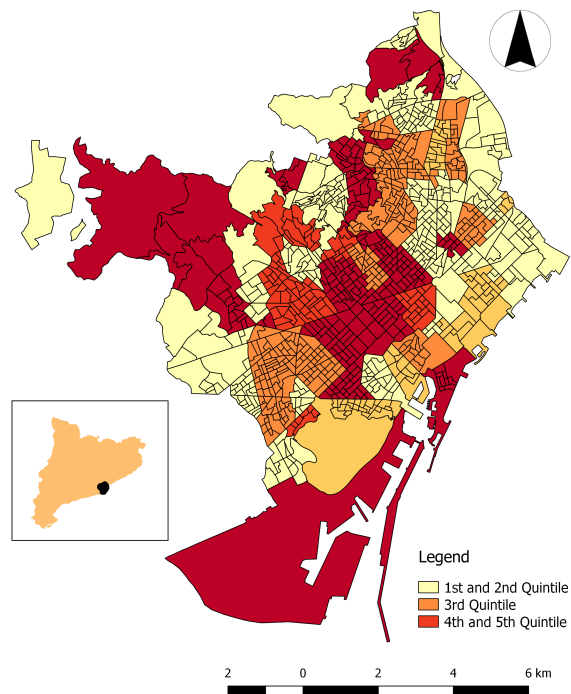 Legend
1st and 2nd Quintile
3rd Quintile
4th and 5th Quintile
2 0 2 4 6 km